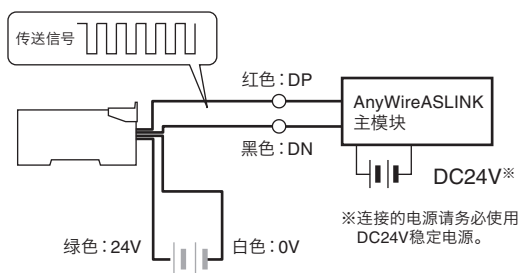 传送信号
红色：DP
AnyWireASLINK
主模块
黑色：DN
DC24V※
※连接的电源请务必使用
DC24V稳定电源。
绿色：24V
白色：0V